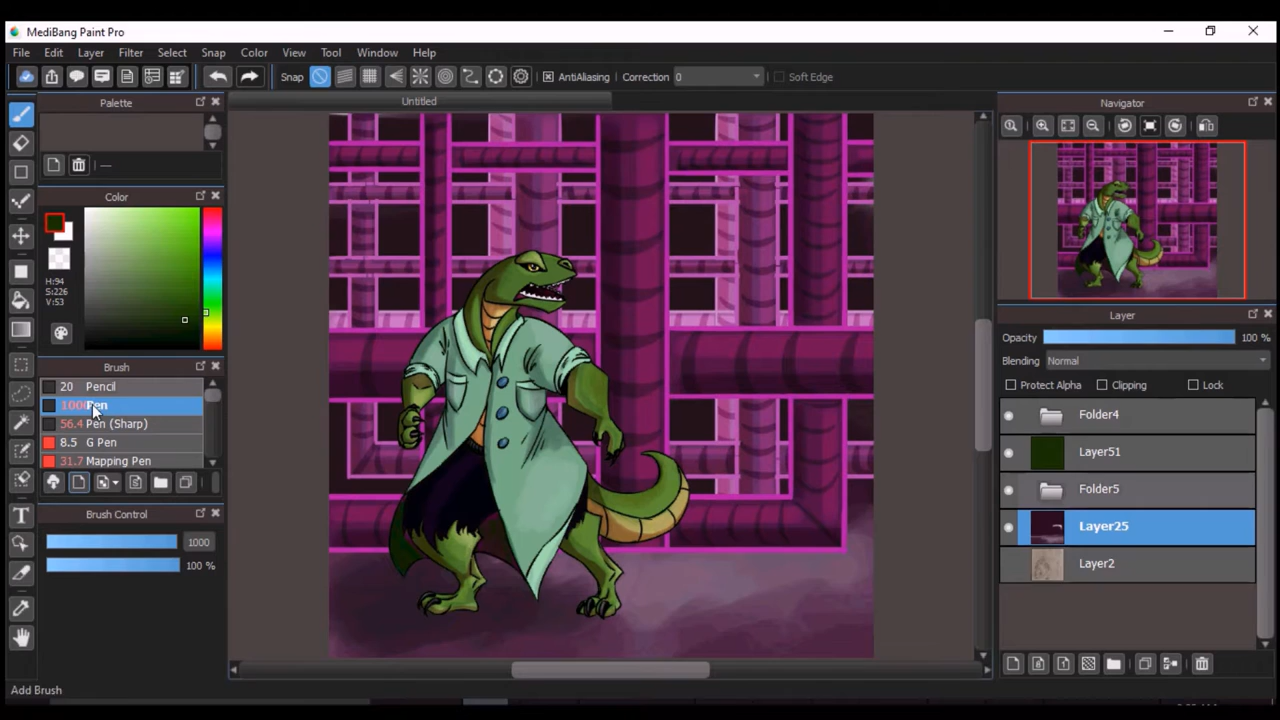 MediBang Paint Pro
File Edit Layer Filter Select Snap Color View Tool Window Help
Snap AntiAliasing Correction 0 Soft Edge
Palette
Untitled
Navigator
Color
H:94
S:226
V:53
Brush
20 Pencil
Pen
56.4 Pen (Sharp)
8.5 G Pen
31.7 Mapping Pen
Brush Control
1000
100 %
Layer
Opacity 100 %
Blending Normal
Protect Alpha Clipping Lock
Folder4
Layer51
Folder5
Layer25
Layer2
Add Brush